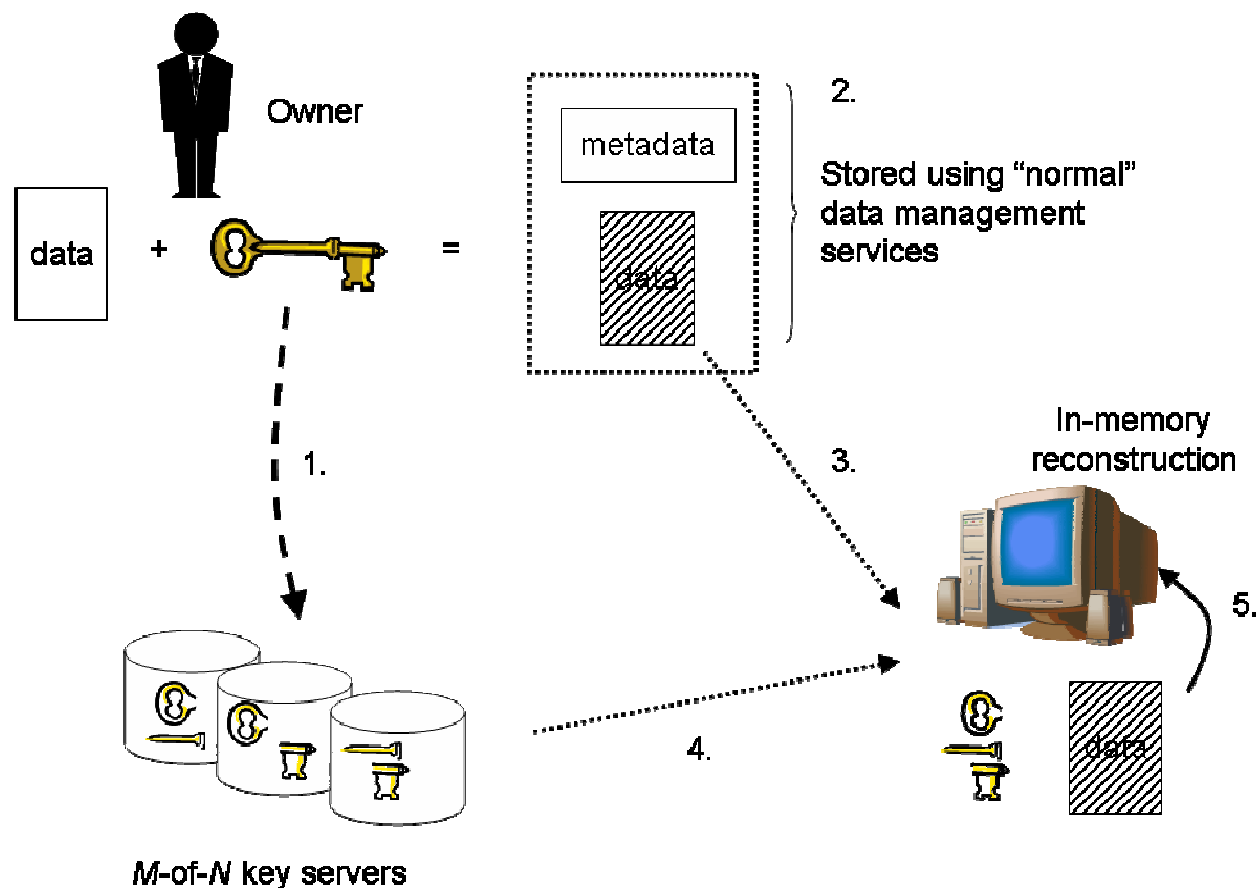 Owner
data
+
=
metadata
data
2.
Stored using “normal”
data management
services
1.
3.
In-memory
reconstruction
5.
4.
data
M-of-N key servers